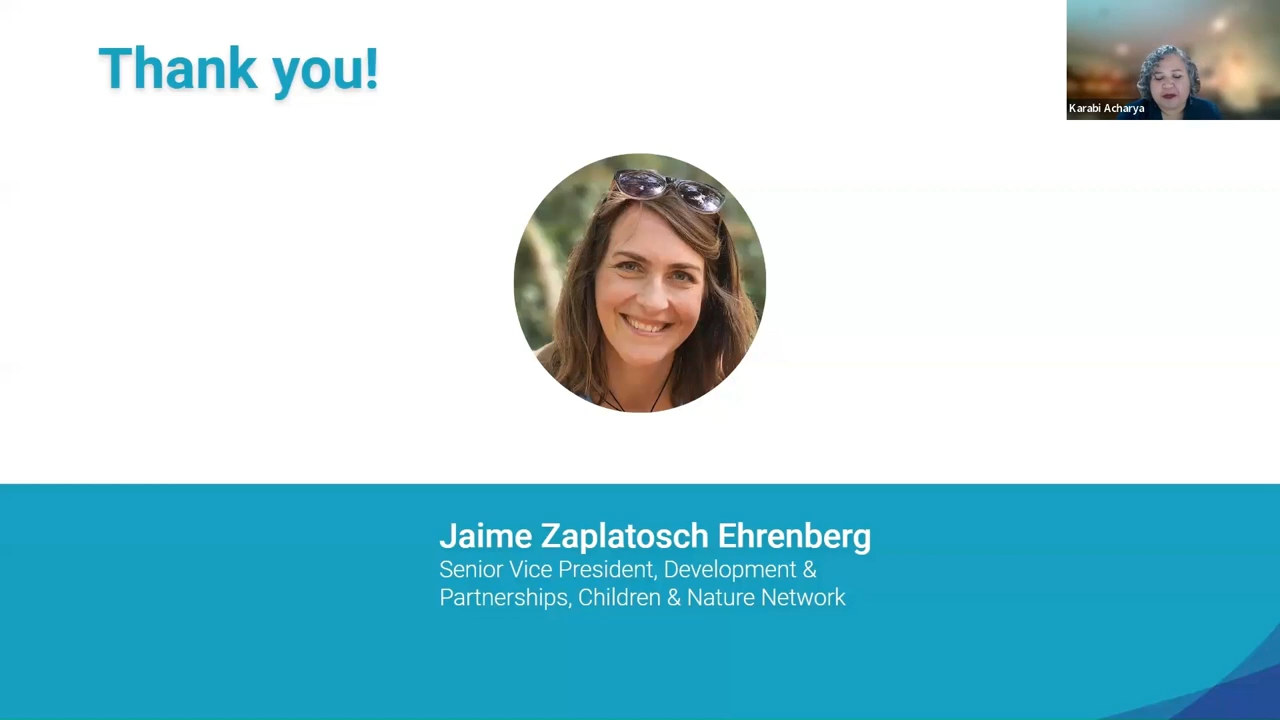 Thank you!
Karabi Acharya
Jaime Zaplatosch Ehrenberg
Senior Vice President, Development &
Partnerships, Children & Nature Network